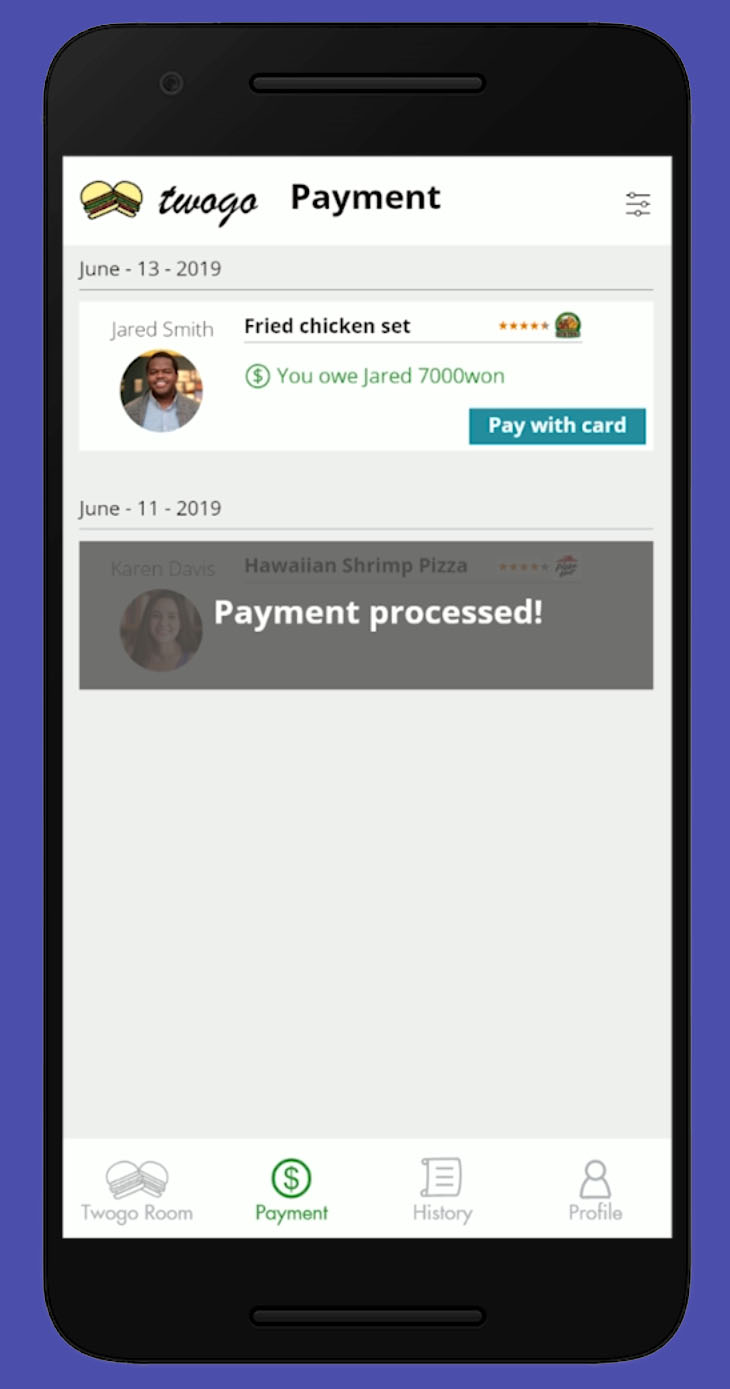 twogo Payment
June - 13 - 2019
Jared Smith
Fried chicken set
$ You owe Jared 7000won
Pay with card
June - 11 - 2019
Karen Davis
Hawaiian Shrimp Pizza
Payment processed!
$
Twogo Room
Payment
History
Profile